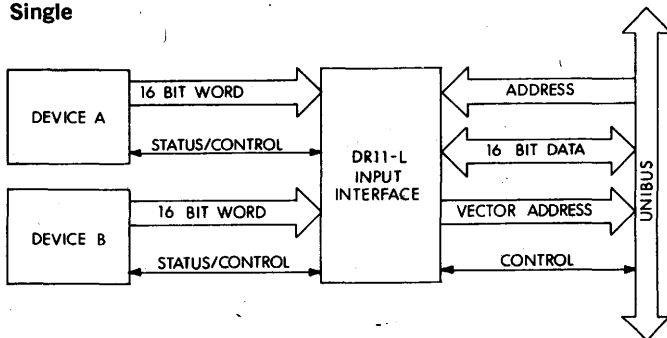 Single
DEVICE A
16 BIT WORD
STATUS/CONTROL
DEVICE B
16 BIT WORD
STATUS/CONTROL
DR11-L
INPUT
INTERFACE
ADDRESS
16 BIT DATA
VECTOR ADDRESS
CONTROL
UNIBUS